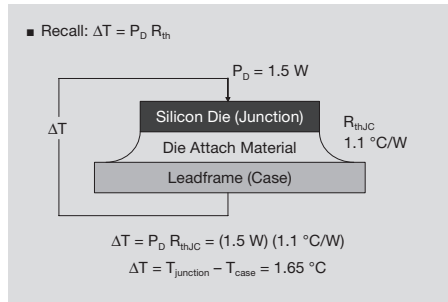 ■ Recall: ΔT = P_D R_th
P_D = 1.5 W
Silicon Die (Junction)
ΔT
R_thJC
1.1 °C/W
Die Attach Material
Leadframe (Case)
ΔT = P_D R_thJC = (1.5 W) (1.1 °C/W)
ΔT = T_junction – T_case = 1.65 °C